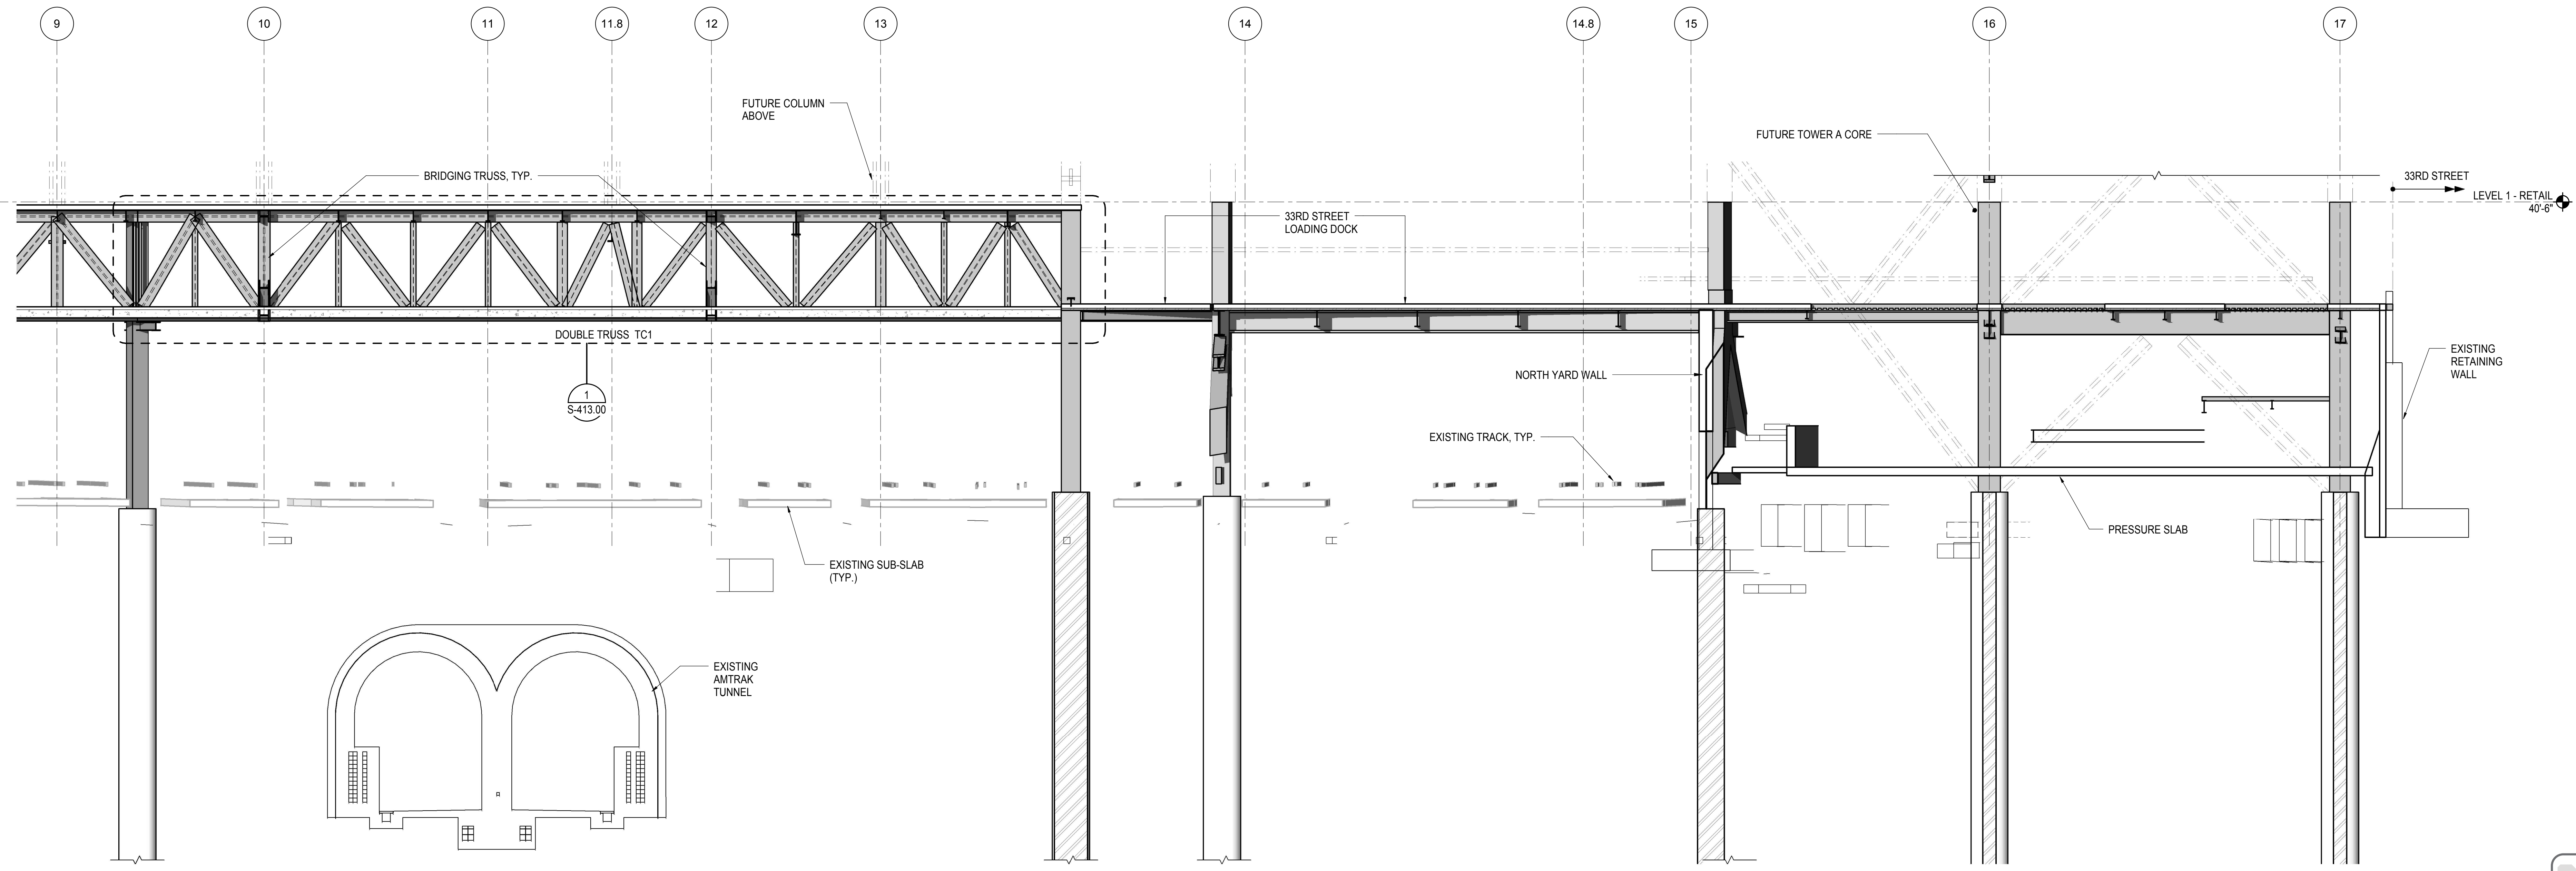 9
10
11
11.8
12
13
14
14.8
15
16
17
FUTURE COLUMN
ABOVE
FUTURE TOWER A CORE
BRIDGING TRUSS, TYP.
33RD STREET
LEVEL 1 - RETAIL
40'-6"
33RD STREET
LOADING DOCK
DOUBLE TRUSS TC1
1
S-413.00
NORTH YARD WALL
EXISTING
RETAINING
WALL
EXISTING TRACK, TYP.
PRESSURE SLAB
EXISTING SUB-SLAB
(TYP.)
EXISTING
AMTRAK
TUNNEL